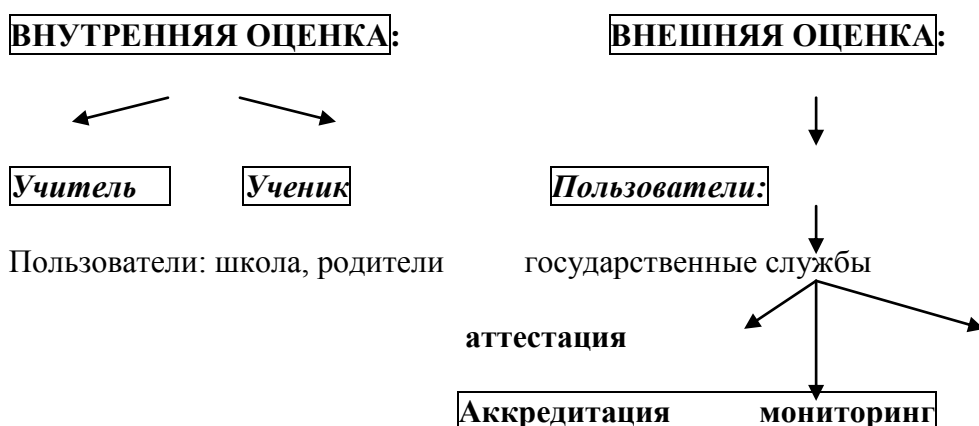 ВНУТРЕННЯЯ ОЦЕНКА: ВНЕШНЯЯ ОЦЕНКА:
Учитель Ученик Пользователи:
Пользователи: школа, родители государственные службы
аттестация
Аккредитация мониторинг